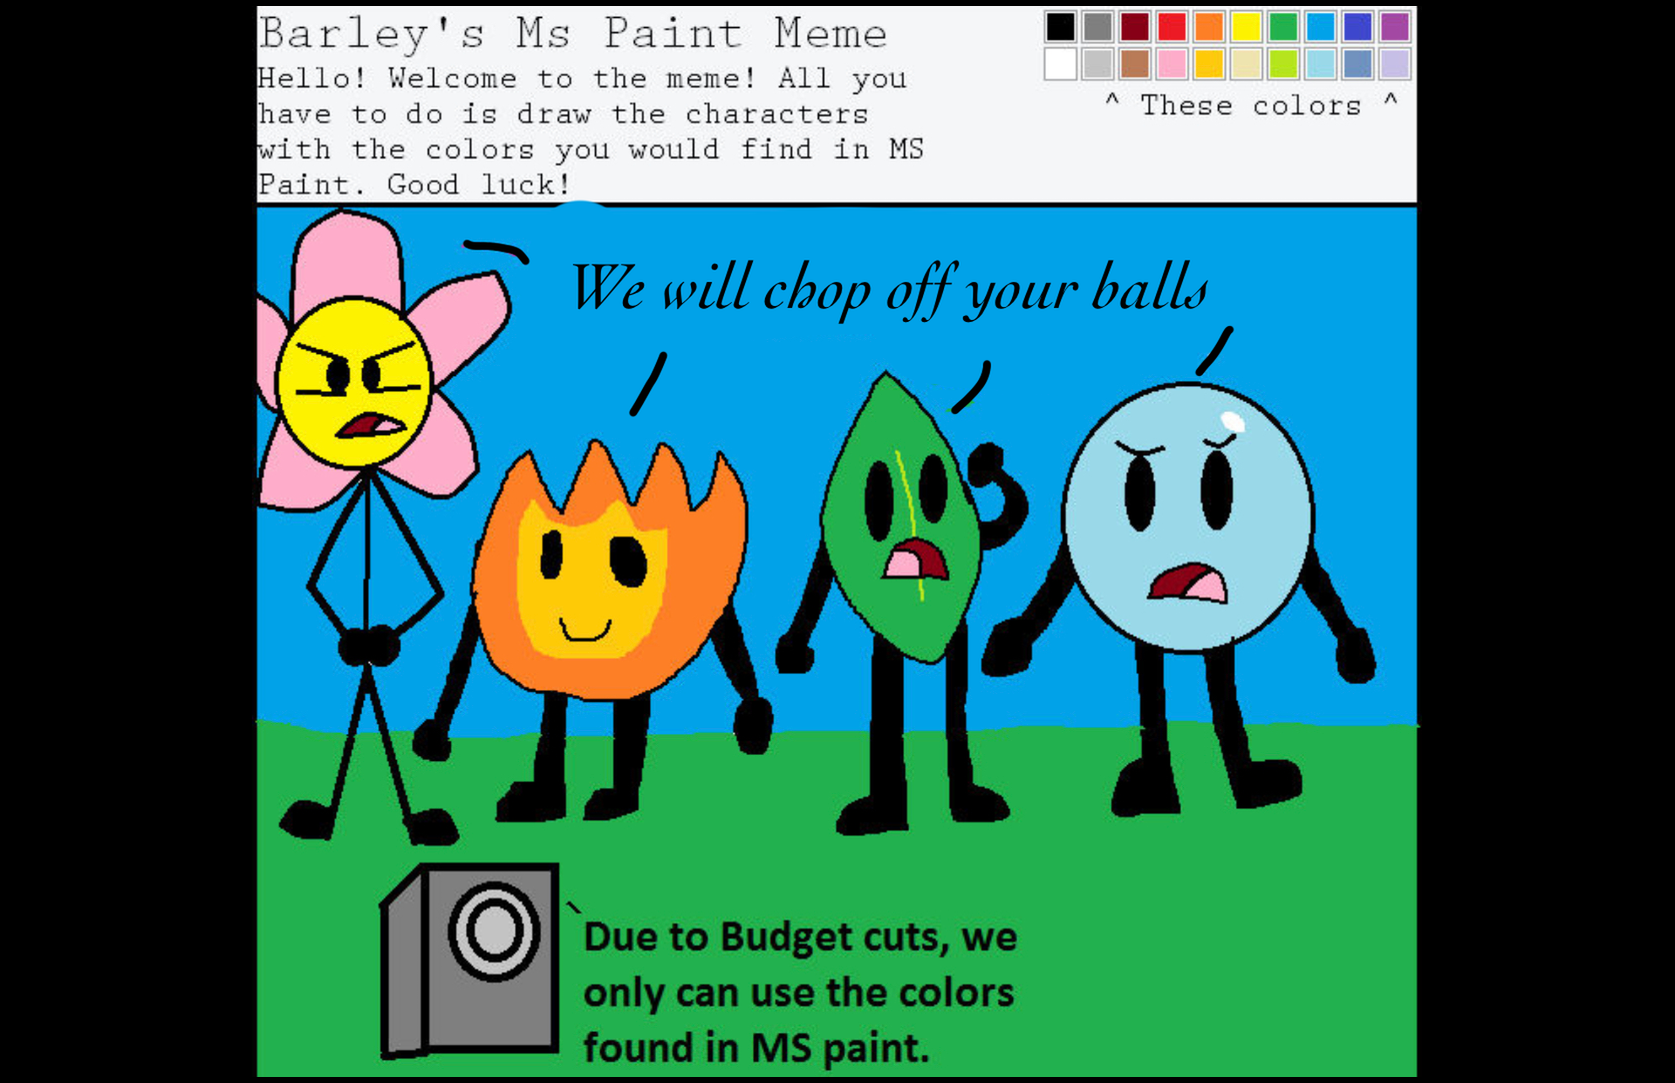 Barley's Ms Paint Meme
Hello! Welcome to the meme! All you
have to do is draw the characters
with the colors you would find in MS
Paint. Good luck!
^ These colors ^
We will chop off your balls
Due to Budget cuts, we
only can use the colors
found in MS paint.